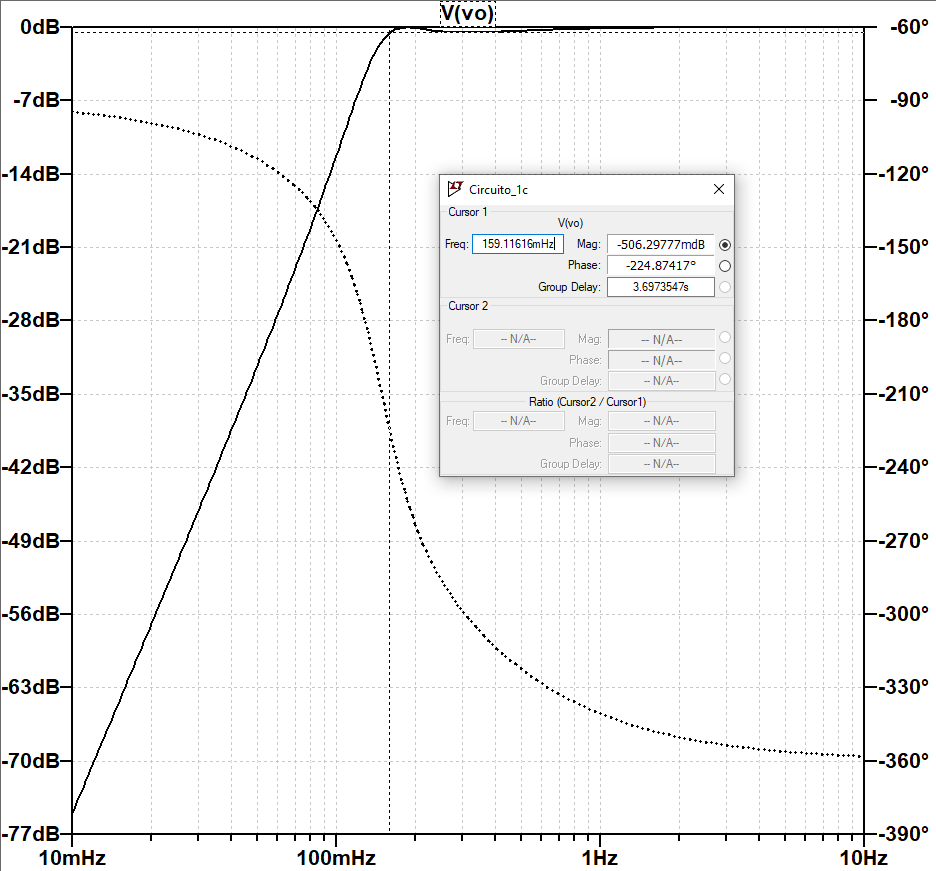 V(vo)
0dB -60°
-7dB -90°
-14dB -120°
-21dB -150°
-28dB -180°
-35dB -210°
-42dB -240°
-49dB -270°
-56dB -300°
-63dB -330°
-70dB -360°
-77dB -390°
10mHz 100mHz 1Hz 10Hz
Circuito_1c
Cursor 1
V(vo)
Freq: 159.11616mHz Mag: -506.29777mdB
Phase: -224.87417°
Group Delay: 3.6973547s
Cursor 2
Freq: -- N/A-- Mag: -- N/A--
Phase: -- N/A--
Group Delay: -- N/A--
Ratio (Cursor2 / Cursor1)
Freq: -- N/A-- Mag: -- N/A--
Phase: -- N/A--
Group Delay: -- N/A--